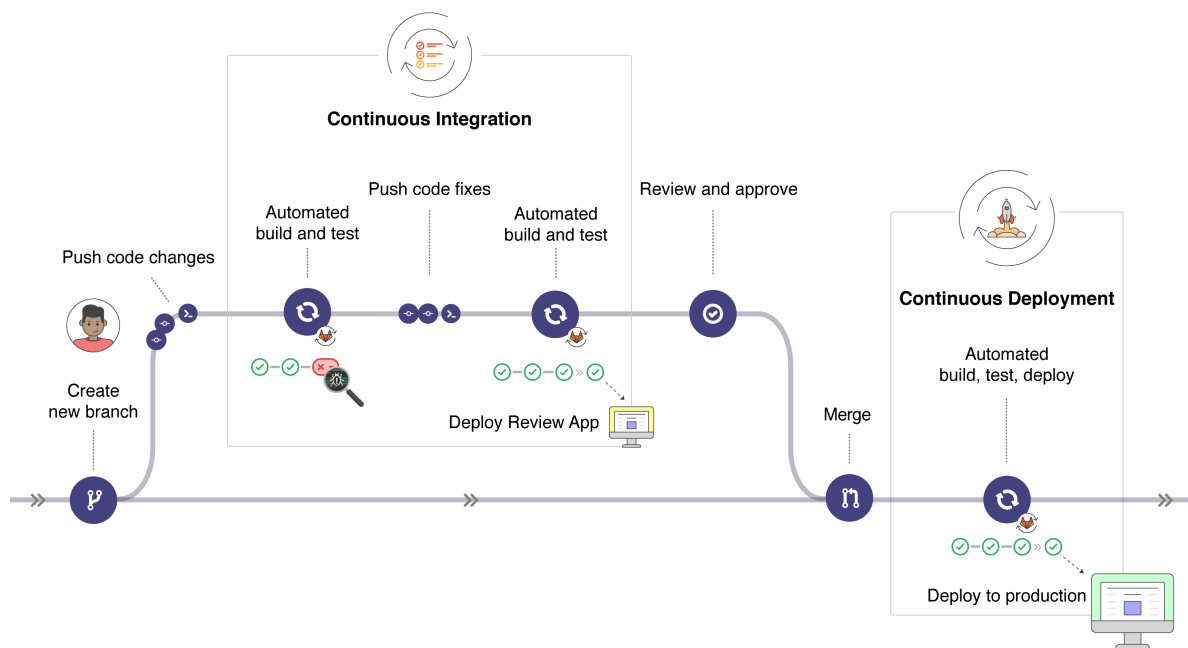 Continuous Integration
Push code fixes
Review and approve
Automated
build and test
Automated
build and test
Push code changes
Continuous Deployment
Automated
build, test, deploy
Create
new branch
Merge
Deploy Review App
Deploy to production